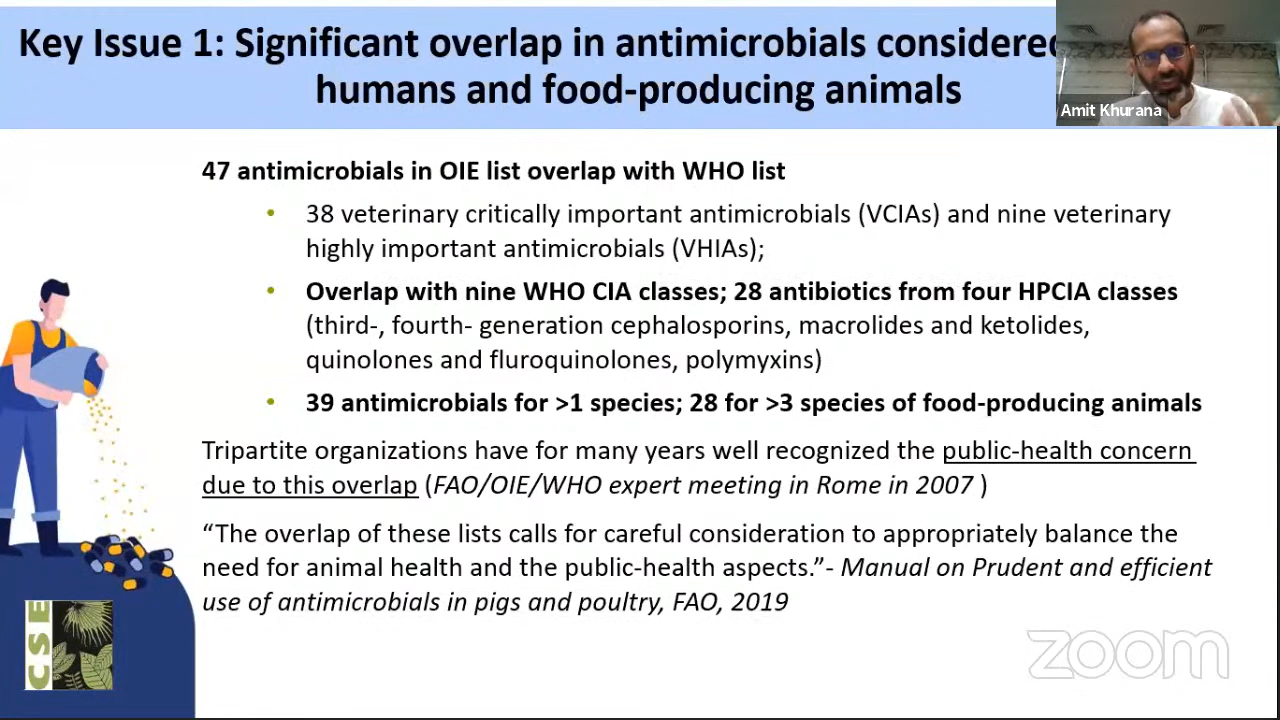 Key Issue 1: Significant overlap in antimicrobials considered
humans and food-producing animals
Amit Khurana
47 antimicrobials in OIE list overlap with WHO list
• 38 veterinary critically important antimicrobials (VCIAs) and nine veterinary
highly important antimicrobials (VHIAs);
• Overlap with nine WHO CIA classes; 28 antibiotics from four HPCIA classes
(third-, fourth- generation cephalosporins, macrolides and ketolides,
quinolones and fluroquinolones, polymyxins)
• 39 antimicrobials for >1 species; 28 for >3 species of food-producing animals
Tripartite organizations have for many years well recognized the public-health concern
due to this overlap (FAO/OIE/WHO expert meeting in Rome in 2007 )
“The overlap of these lists calls for careful consideration to appropriately balance the
need for animal health and the public-health aspects.”- Manual on Prudent and efficient
use of antimicrobials in pigs and poultry, FAO, 2019
CSE
zoom